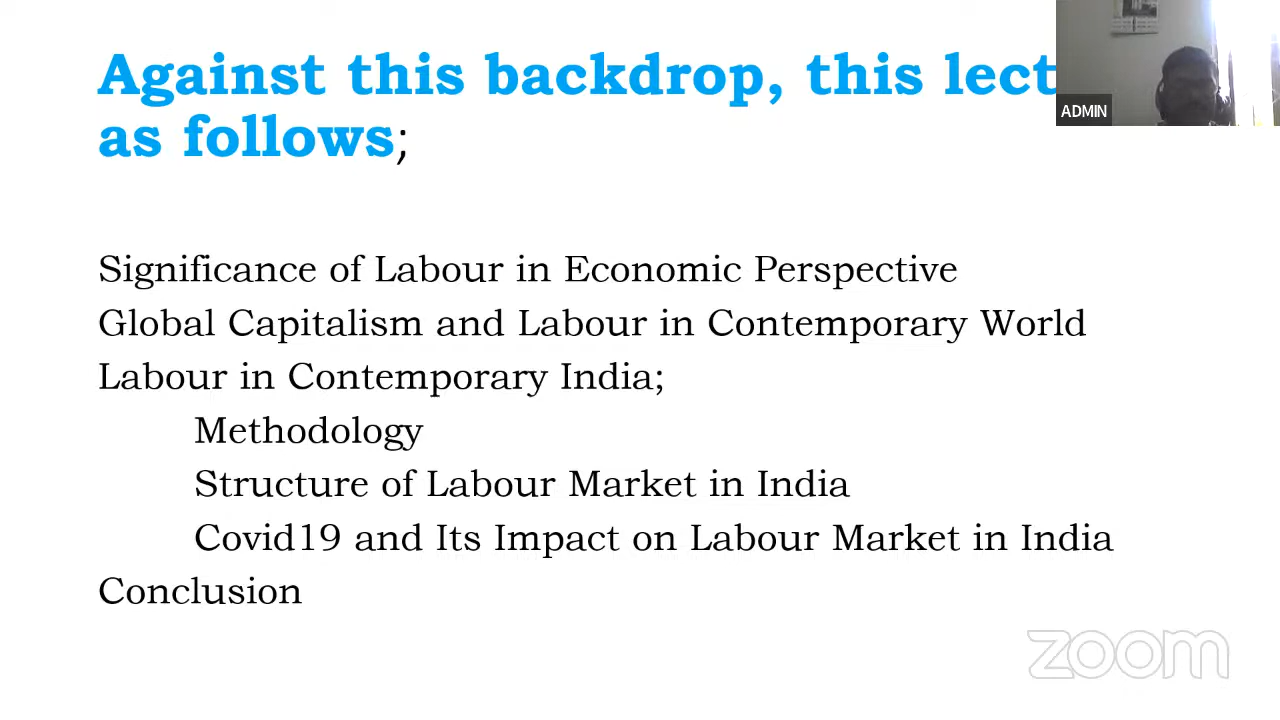 Against this backdrop, this lect
as follows;
ADMIN
Significance of Labour in Economic Perspective
Global Capitalism and Labour in Contemporary World
Labour in Contemporary India;
Methodology
Structure of Labour Market in India
Covid19 and Its Impact on Labour Market in India
Conclusion
zoom